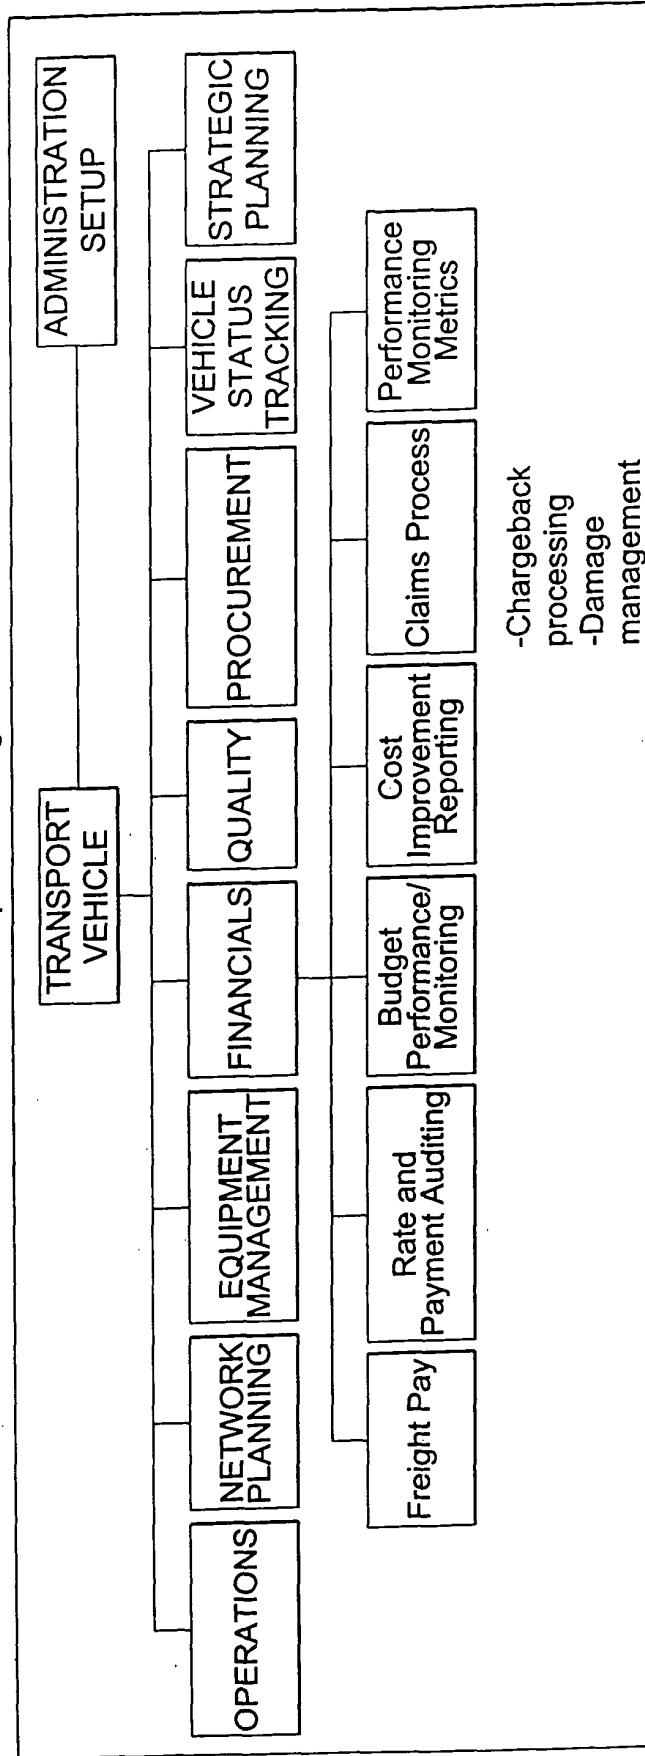 TRANSPORT
VEHICLE
ADMINISTRATION
SETUP
OPERATIONS
NETWORK
PLANNING
EQUIPMENT
MANAGEMENT
FINANCIALS
QUALITY
PROCUREMENT
VEHICLE
STATUS
TRACKING
STRATEGIC
PLANNING
Freight Pay
Rate and
Payment Auditing
Budget
Performance/
Monitoring
Cost
Improvement
Reporting
Claims Process
Performance
Monitoring
Metrics
-Chargeback
processing
-Damage
management